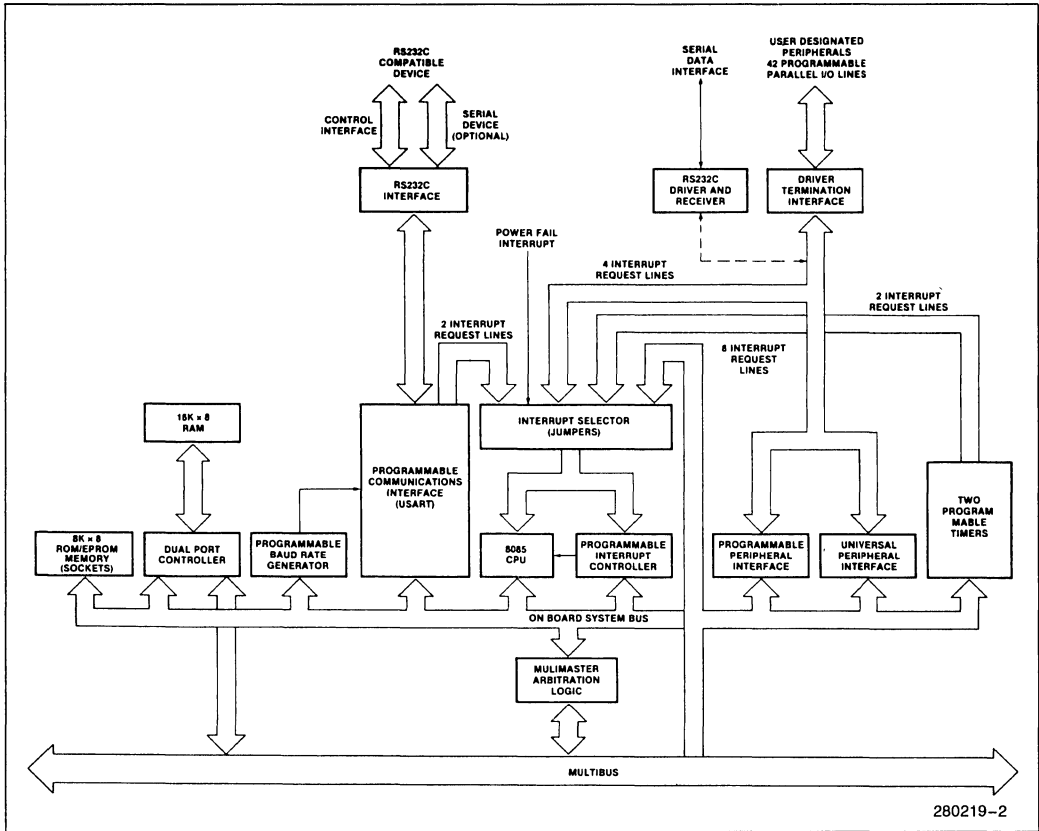 RS232C
COMPATIBLE
DEVICE
SERIAL
DATA
INTERFACE
USER DESIGNATED
PERIPHERALS
42 PROGRAMMABLE
PARALLEL I/O LINES
CONTROL
INTERFACE
SERIAL
DEVICE
(OPTIONAL)
RS232C
INTERFACE
RS232C
DRIVER AND
RECEIVER
DRIVER
TERMINATION
INTERFACE
POWER FAIL
INTERRUPT
4 INTERRUPT
REQUEST LINES
2 INTERRUPT
REQUEST LINES
2 INTERRUPT
REQUEST LINES
8 INTERRUPT
REQUEST
LINES
16K × 8
RAM
PROGRAMMABLE
COMMUNICATIONS
INTERFACE
(USART)
INTERRUPT SELECTOR
(JUMPERS)
TWO
PROGRAM
MABLE
TIMERS
8K × 8
ROM/EPROM
MEMORY
(SOCKETS)
DUAL PORT
CONTROLLER
PROGRAMMABLE
BAUD RATE
GENERATOR
8085
CPU
PROGRAMMABLE
INTERRUPT
CONTROLLER
PROGRAMMABLE
PERIPHERAL
INTERFACE
UNIVERSAL
PERIPHERAL
INTERFACE
ON BOARD SYSTEM BUS
MULIMASTER
ARBITRATION
LOGIC
MULTIBUS
280219-2